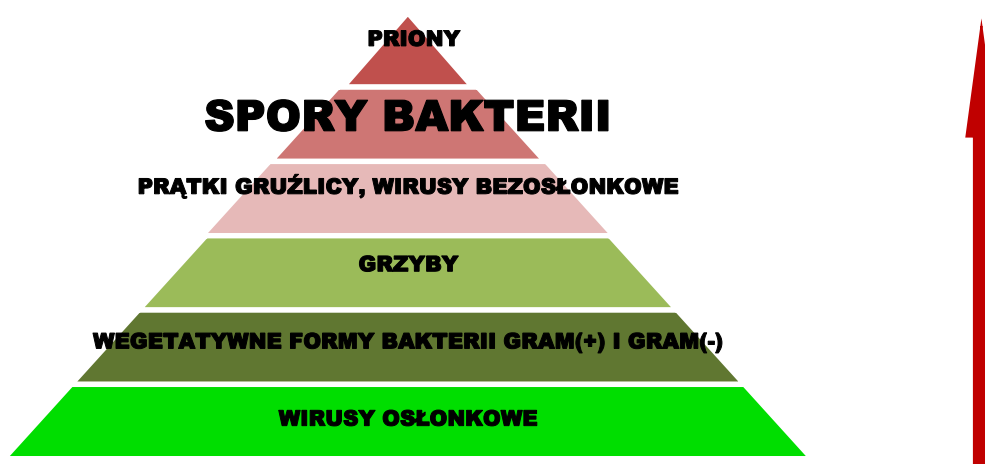 PRIONY
SPORY BAKTERII
PRĄTKI GRUŹLICY, WIRUSY BEZOSŁONKOWE
GRZYBY
WEGETATYWNE FORMY BAKTERII GRAM(+) I GRAM(-)
WIRUSY OSŁONKOWE